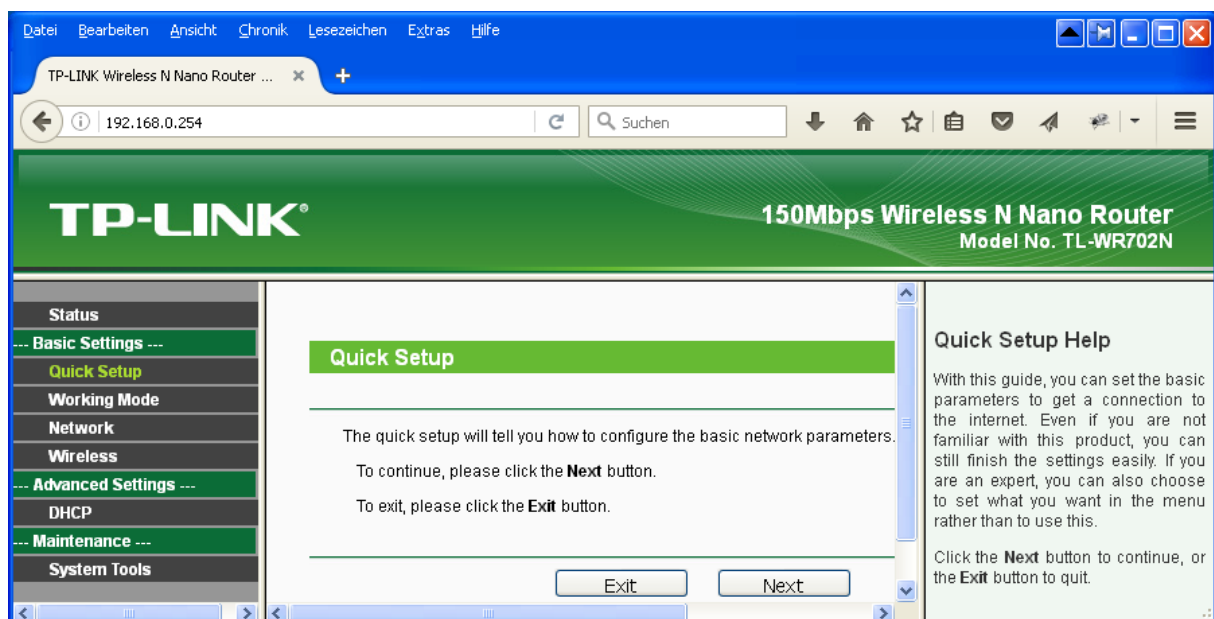 Datei Bearbeiten Ansicht Chronik Lesezeichen Extras Hilfe
TP-LINK Wireless N Nano Router ...
192.168.0.254
Suchen
TP-LINK®
150Mbps Wireless N Nano Router
Model No. TL-WR702N
Status
--- Basic Settings ---
Quick Setup
Working Mode
Network
Wireless
--- Advanced Settings ---
DHCP
--- Maintenance ---
System Tools
Quick Setup
The quick setup will tell you how to configure the basic network parameters.
To continue, please click the Next button.
To exit, please click the Exit button.
Exit Next
Quick Setup Help
With this guide, you can set the basic
parameters to get a connection to
the internet. Even if you are not
familiar with this product, you can
still finish the settings easily. If you
are an expert, you can also choose
to set what you want in the menu
rather than to use this.
Click the Next button to continue, or
the Exit button to quit.